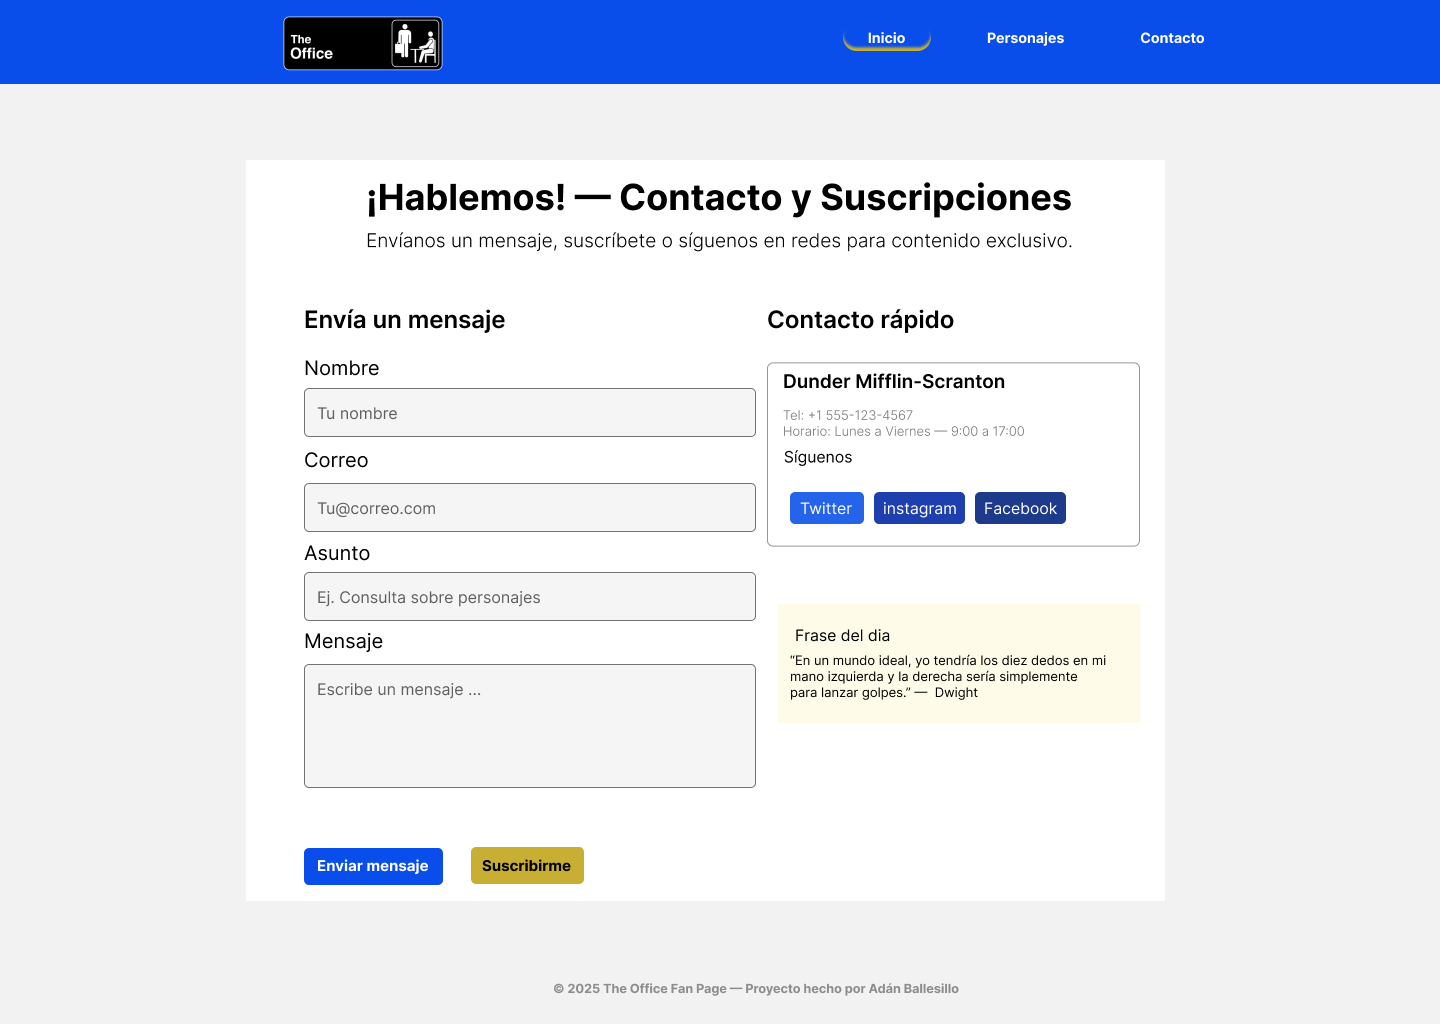 The
Office
Inicio
Personajes
Contacto
¡Hablemos! — Contacto y Suscripciones
Envíanos un mensaje, suscríbete o síguenos en redes para contenido exclusivo.
Envía un mensaje
Nombre
Tu nombre
Correo
Tu@correo.com
Asunto
Ej. Consulta sobre personajes
Mensaje
Escribe un mensaje ...
Enviar mensaje
Suscribirme
Contacto rápido
Dunder Mifflin-Scranton
Tel: +1 555-123-4567
Horario: Lunes a Viernes — 9:00 a 17:00
Síguenos
Twitter
instagram
Facebook
Frase del dia
“En un mundo ideal, yo tendría los diez dedos en mi
mano izquierda y la derecha sería simplemente
para lanzar golpes.” — Dwight
© 2025 The Office Fan Page — Proyecto hecho por Adán Ballesillo